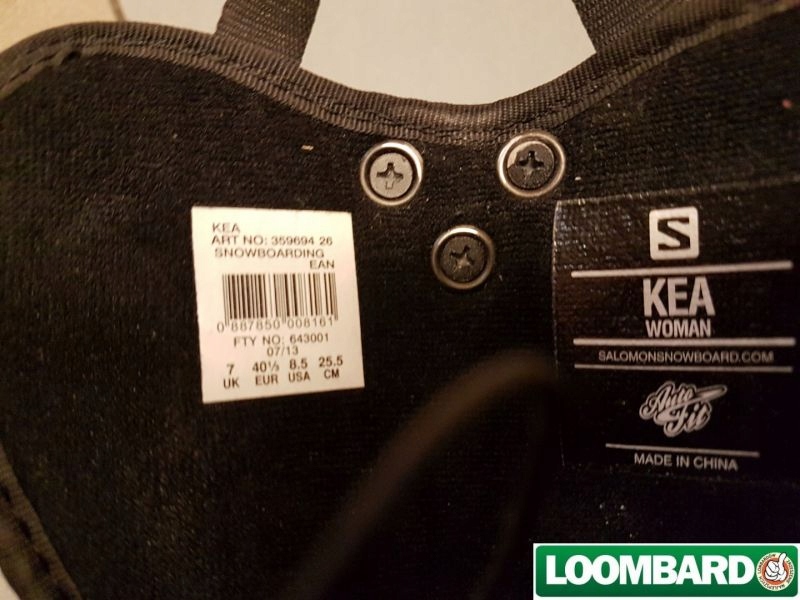 KEA
ART NO: 359694 26
SNOWBOARDING
EAN
0 887850 008161
FTY NO: 643001
07/13
7 40⅓ 8.5 25.5
UK EUR USA CM
S
KEA
WOMAN
SALOMONSNOWBOARD.COM
Auto
Fit
MADE IN CHINA
LOOMBARD